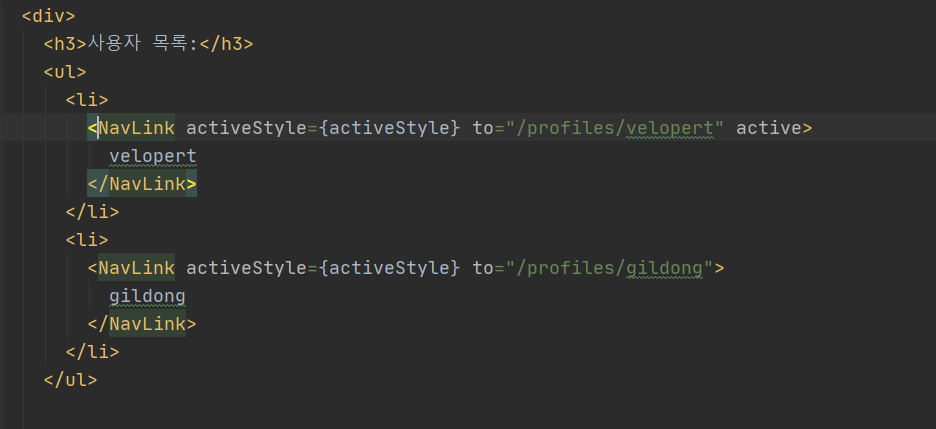 <div>
<h3>사용자 목록:</h3>
<ul>
<li>
<NavLink activeStyle={activeStyle} to="/profiles/velopert" active>
velopert
</NavLink>
</li>
<li>
<NavLink activeStyle={activeStyle} to="/profiles/gildong">
gildong
</NavLink>
</li>
</ul>